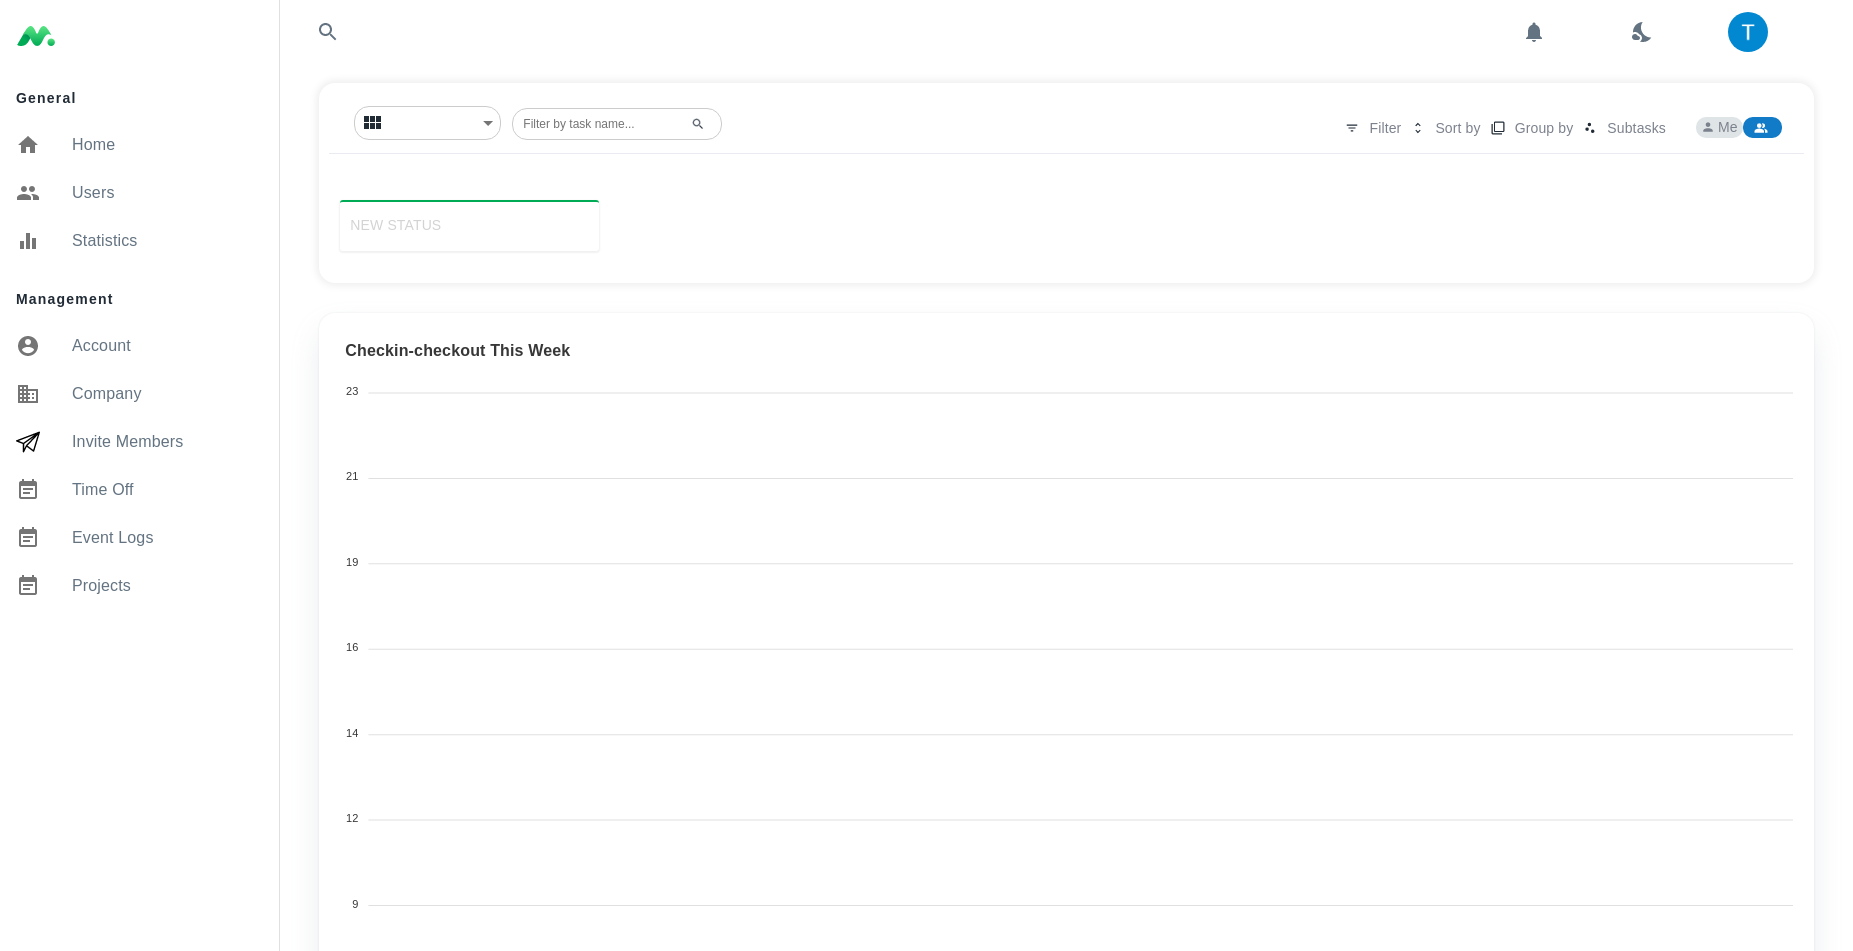 General
Home
Users
Statistics
Management
Account
Company
Invite Members
Time Off
Event Logs
Projects
T
Filter by task name...
Filter
Sort by
Group by
Subtasks
Me
NEW STATUS
Checkin-checkout This Week
23
21
19
16
14
12
9